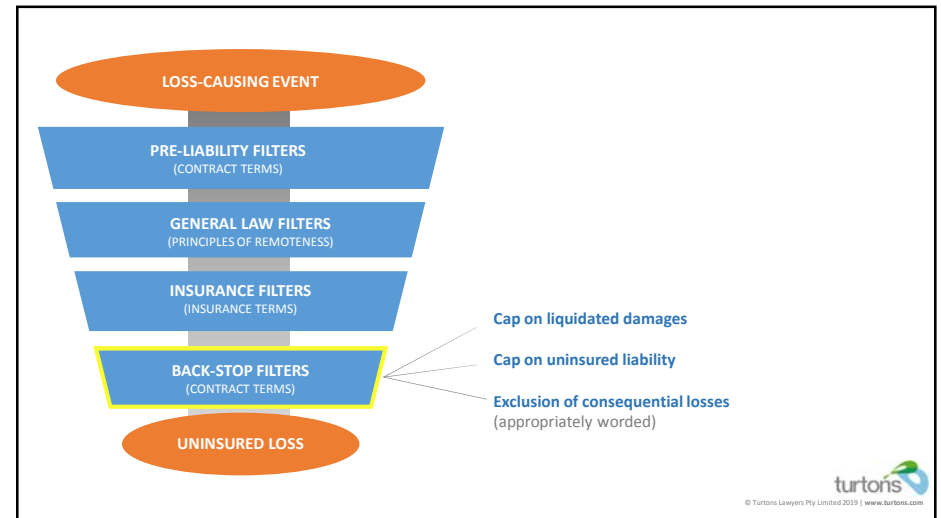 LOSS-CAUSING EVENT
PRE-LIABILITY FILTERS
(CONTRACT TERMS)
GENERAL LAW FILTERS
(PRINCIPLES OF REMOTENESS)
INSURANCE FILTERS
(INSURANCE TERMS)
BACK-STOP FILTERS
(CONTRACT TERMS)
UNINSURED LOSS
Cap on liquidated damages
Cap on uninsured liability
Exclusion of consequential losses
(appropriately worded)
turtons
© Turtons Lawyers Pty Limited 2019 | www.turtons.com